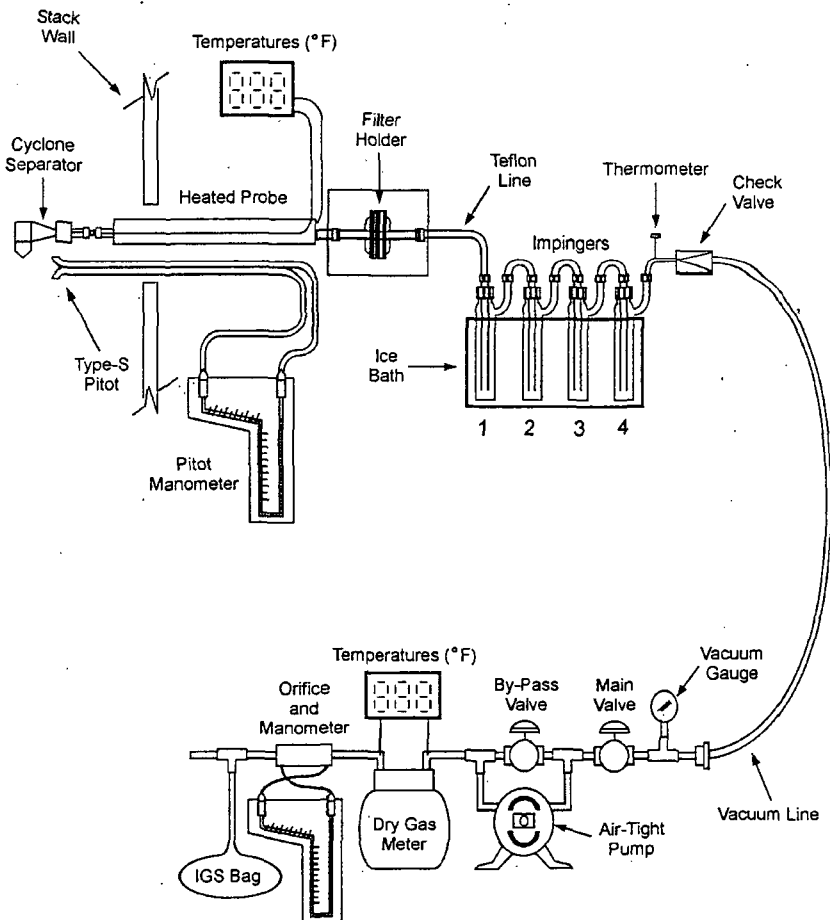 Stack
Wall
Temperatures (°F)
Cyclone
Separator
Heated Probe
Filter
Holder
Teflon
Line
Thermometer
Check
Valve
Impingers
Type-S
Pitot
Ice
Bath
1 2 3 4
Pitot
Manometer
Temperatures (°F)
Orifice
and
Manometer
By-Pass
Valve
Main
Valve
Vacuum
Gauge
Vacuum Line
Dry Gas
Meter
Air-Tight
Pump
IGS Bag